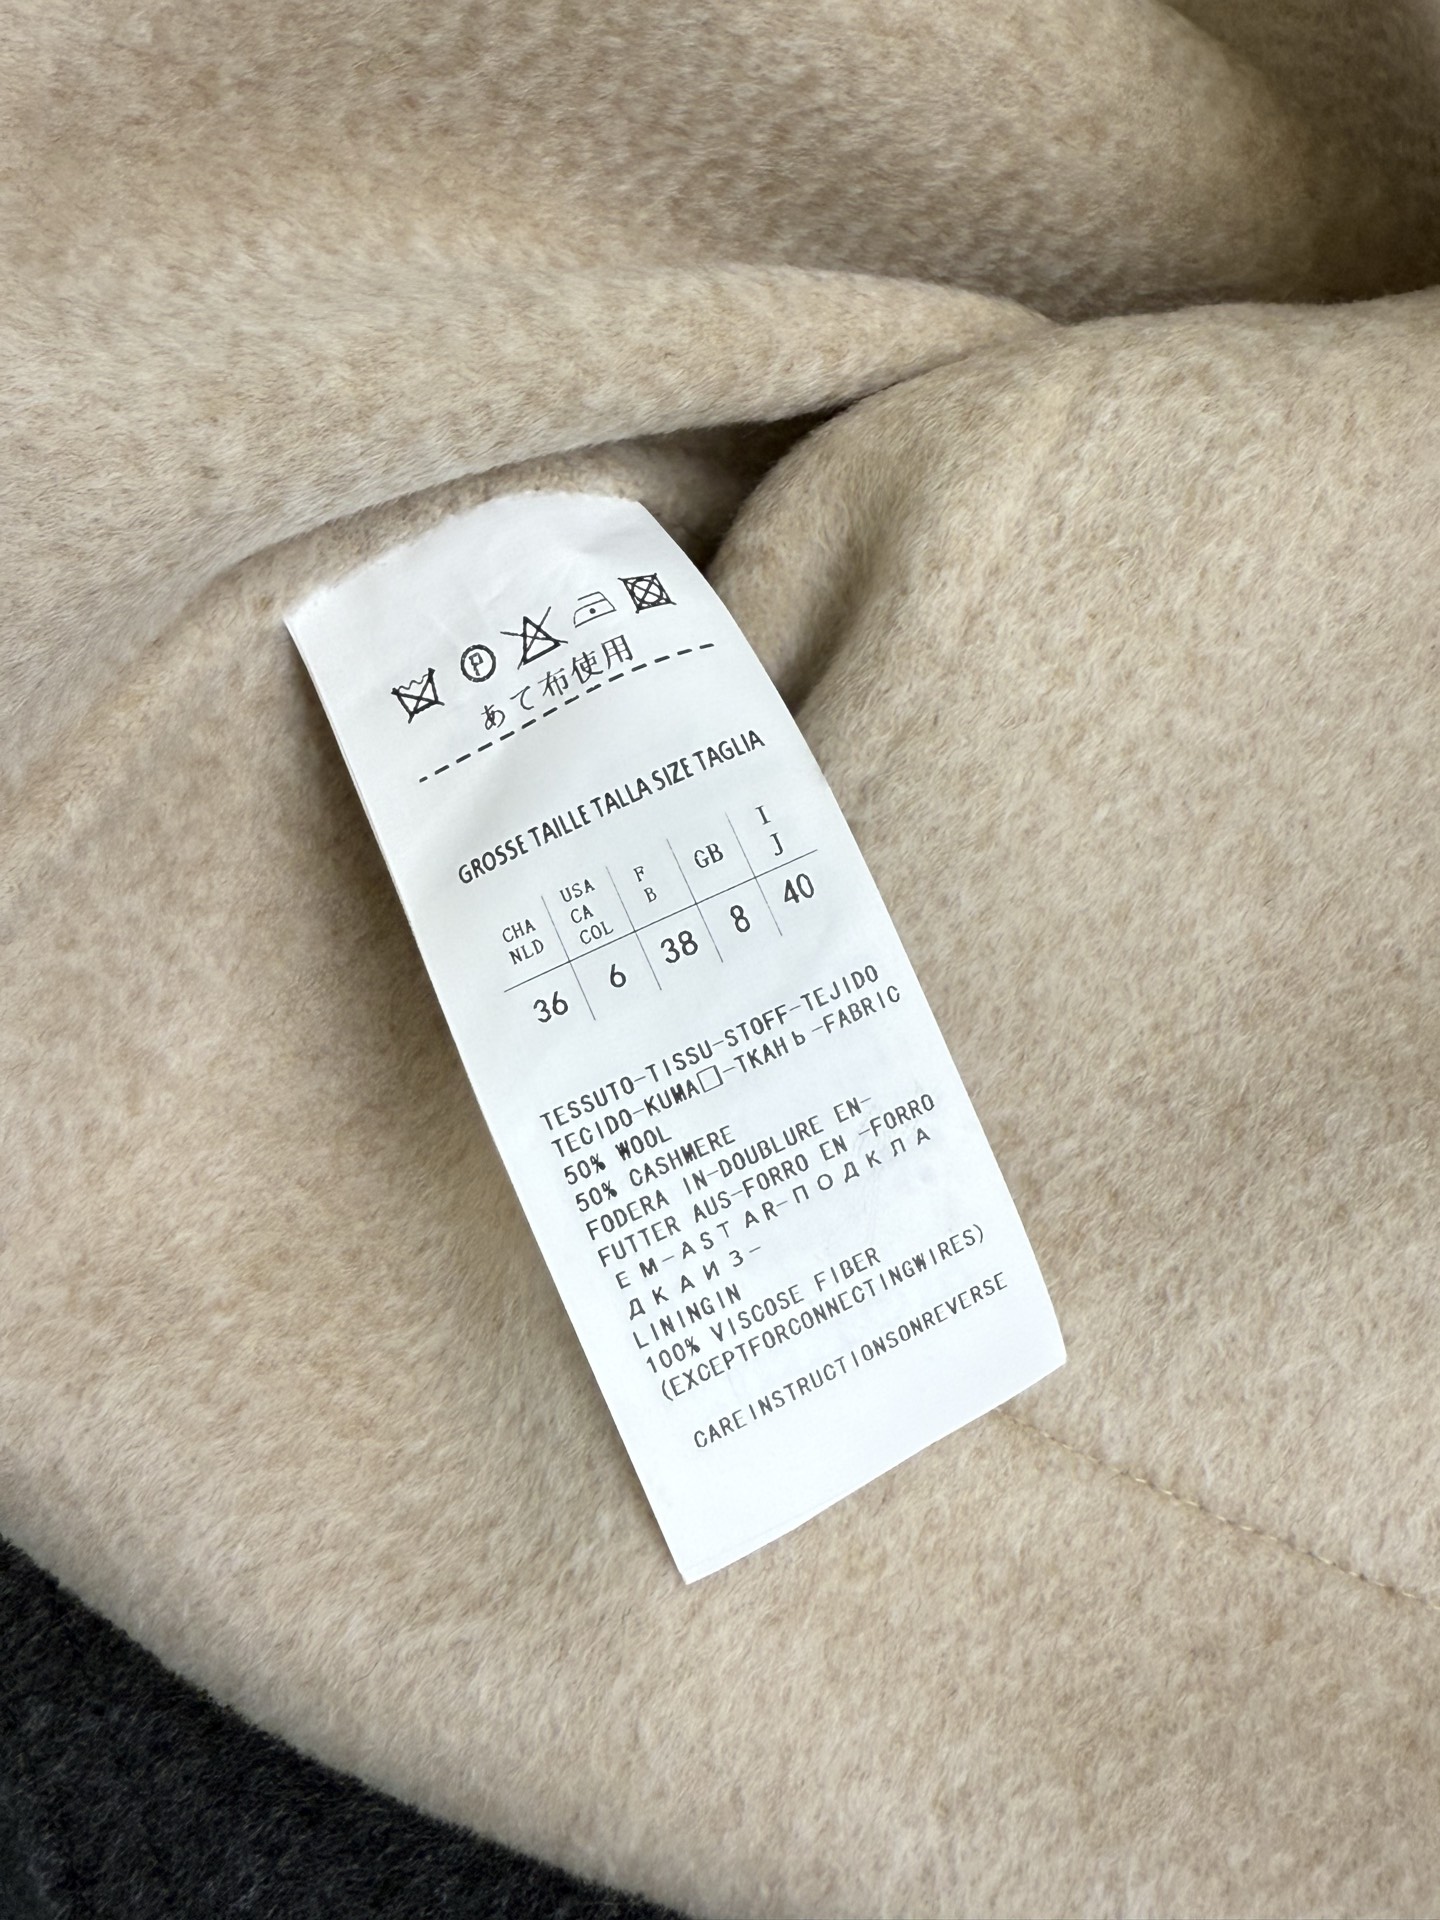 P
あて布使用
GROSSE TAILLE TALLA SIZE TAGLIA
CHA NLD USA CA COL F B GB I J
36 6 38 8 40
TESSUTO-TISSU-STOFF-TEJIDO
TECIDO-KUMA□-TKAHЬ-FABRIC
50% WOOL
50% CASHMERE
FODERA IN-DOUBLURE EN-
FUTTER AUS-FORRO EN -FORRO
E M-AST AR-ПОДКЛА
ДКАИЗ-
LININGIN
100% VISCOSE FIBER
(EXCEPTFORCONNECTINGWIRES)
CAREINSTRUCTIONSONREVERSE